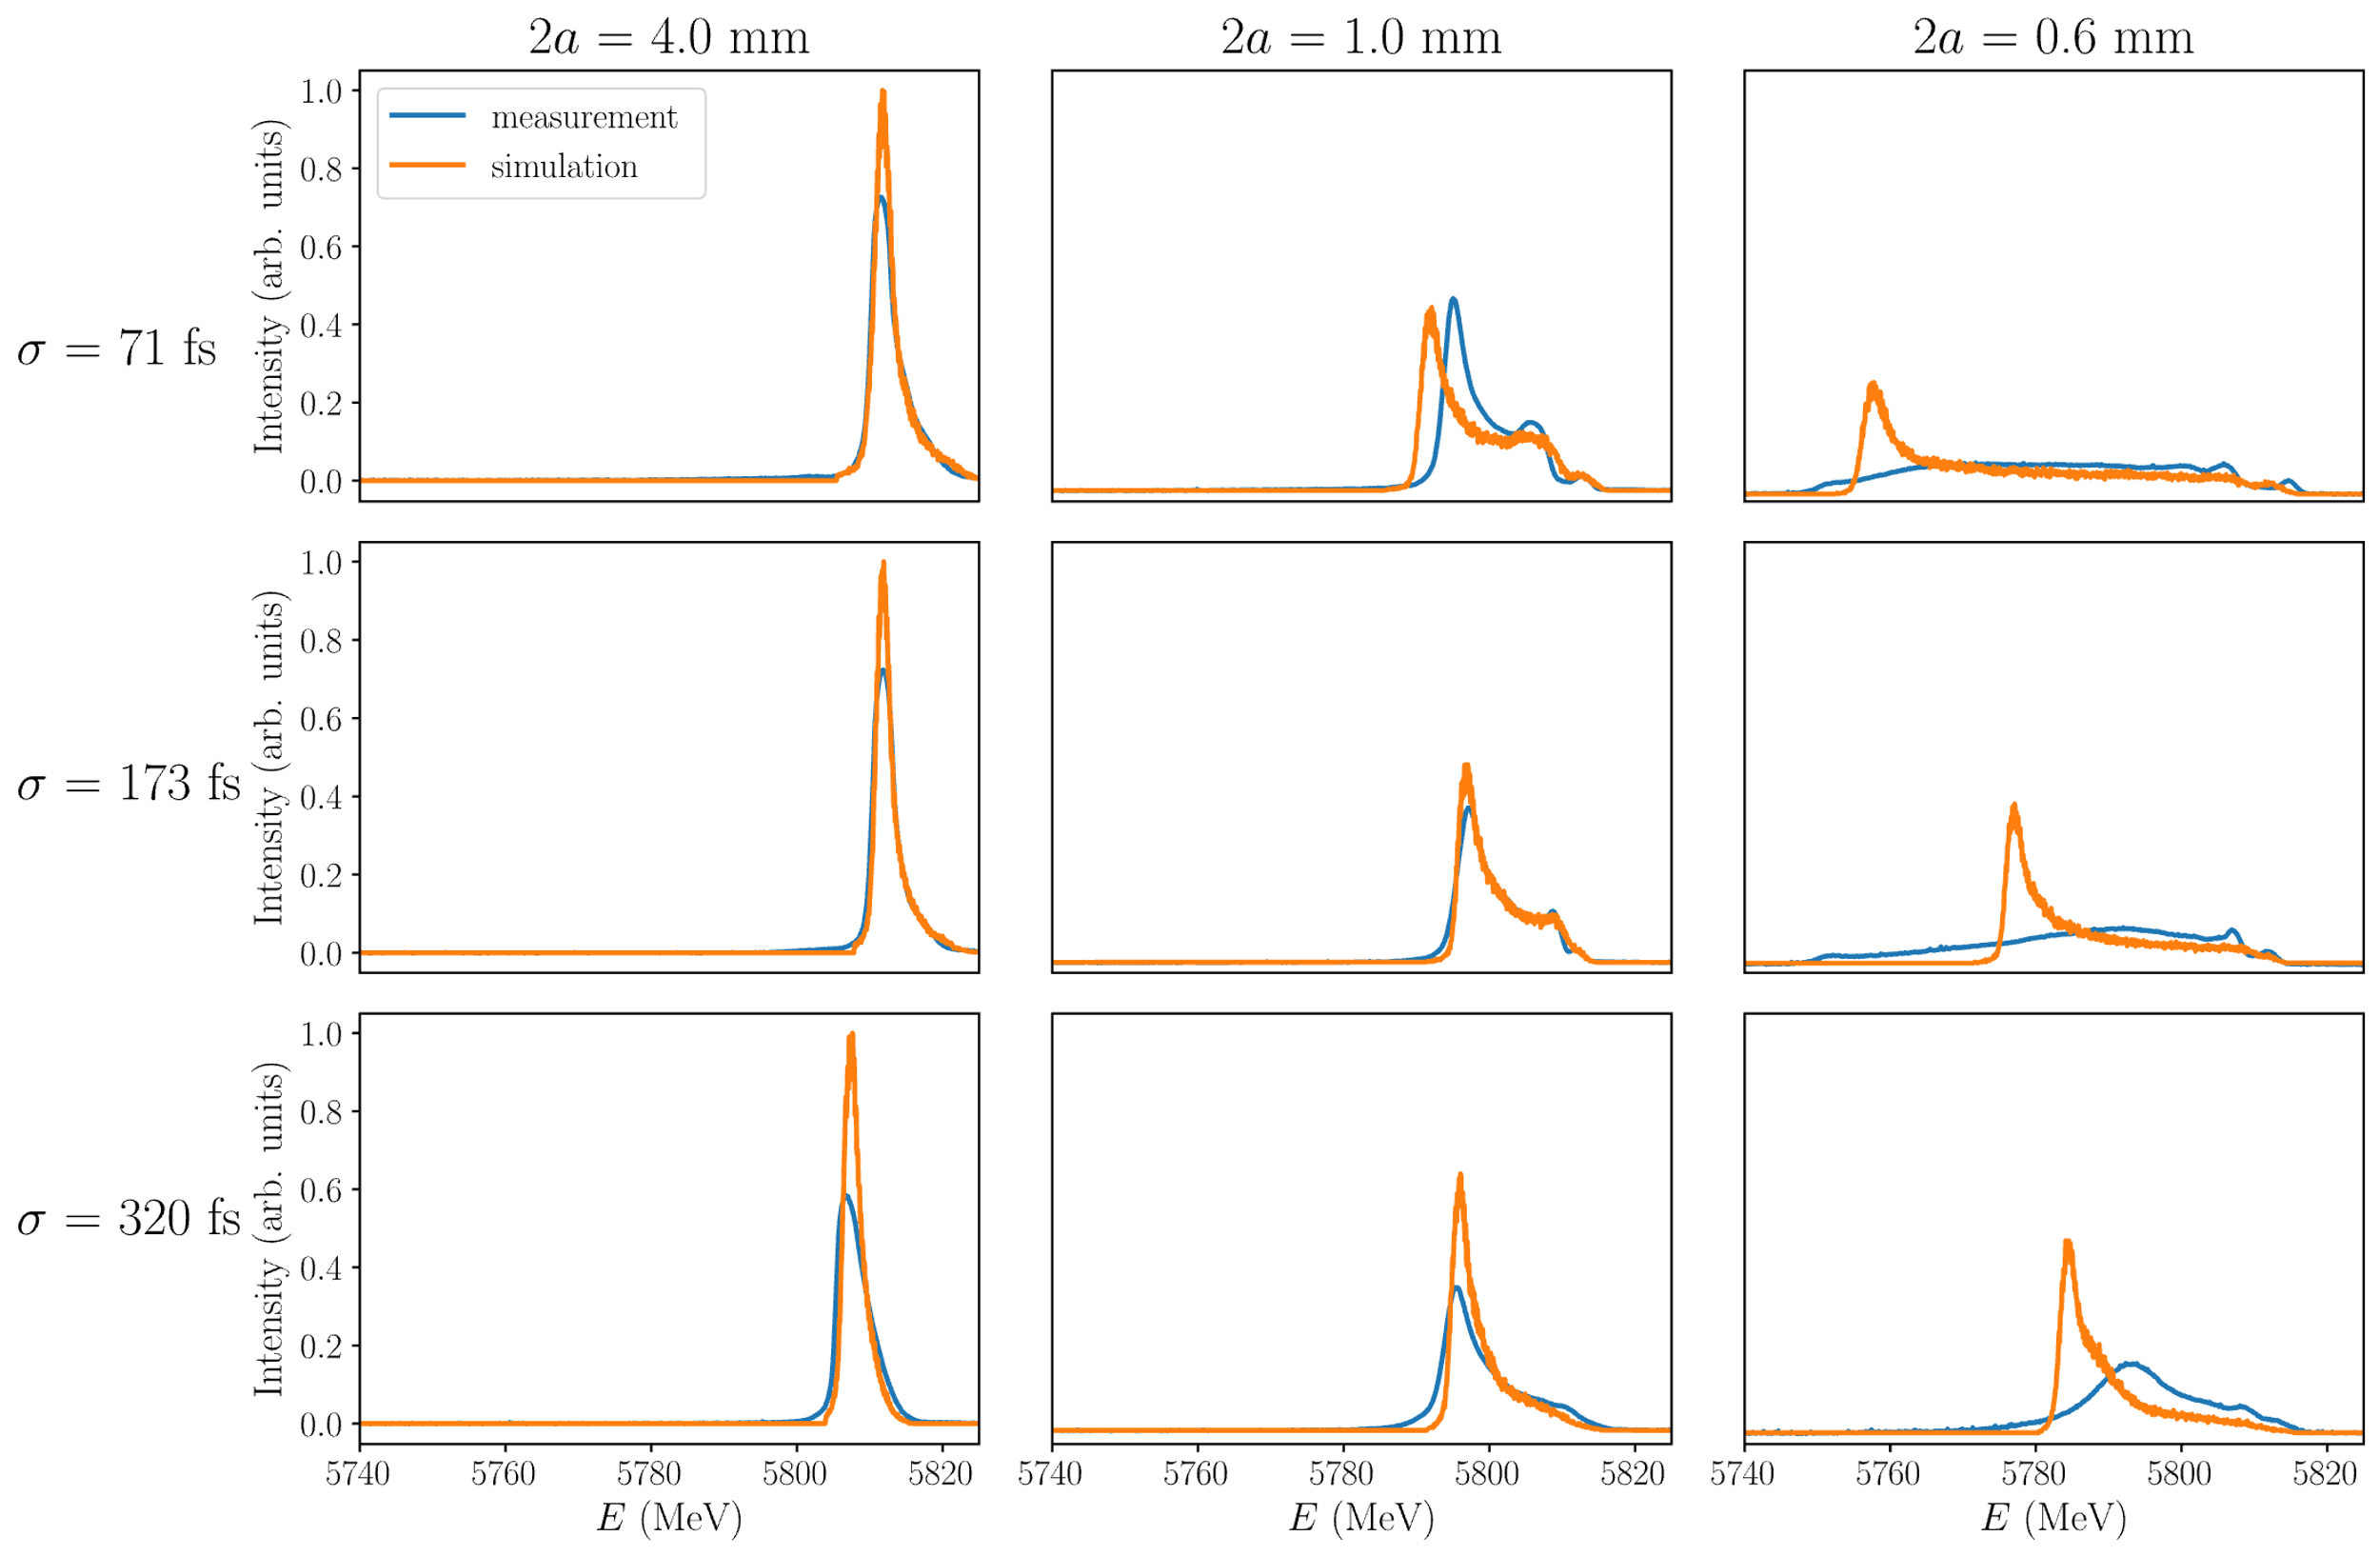 2a = 4.0 mm
2a = 1.0 mm
2a = 0.6 mm
measurement
simulation
σ = 71 fs
Intensity (arb. units)
1.0
0.8
0.6
0.4
0.2
0.0
σ = 173 fs
Intensity (arb. units)
1.0
0.8
0.6
0.4
0.2
0.0
σ = 320 fs
Intensity (arb. units)
1.0
0.8
0.6
0.4
0.2
0.0
5740 5760 5780 5800 5820
5740 5760 5780 5800 5820
5740 5760 5780 5800 5820
E (MeV)
E (MeV)
E (MeV)